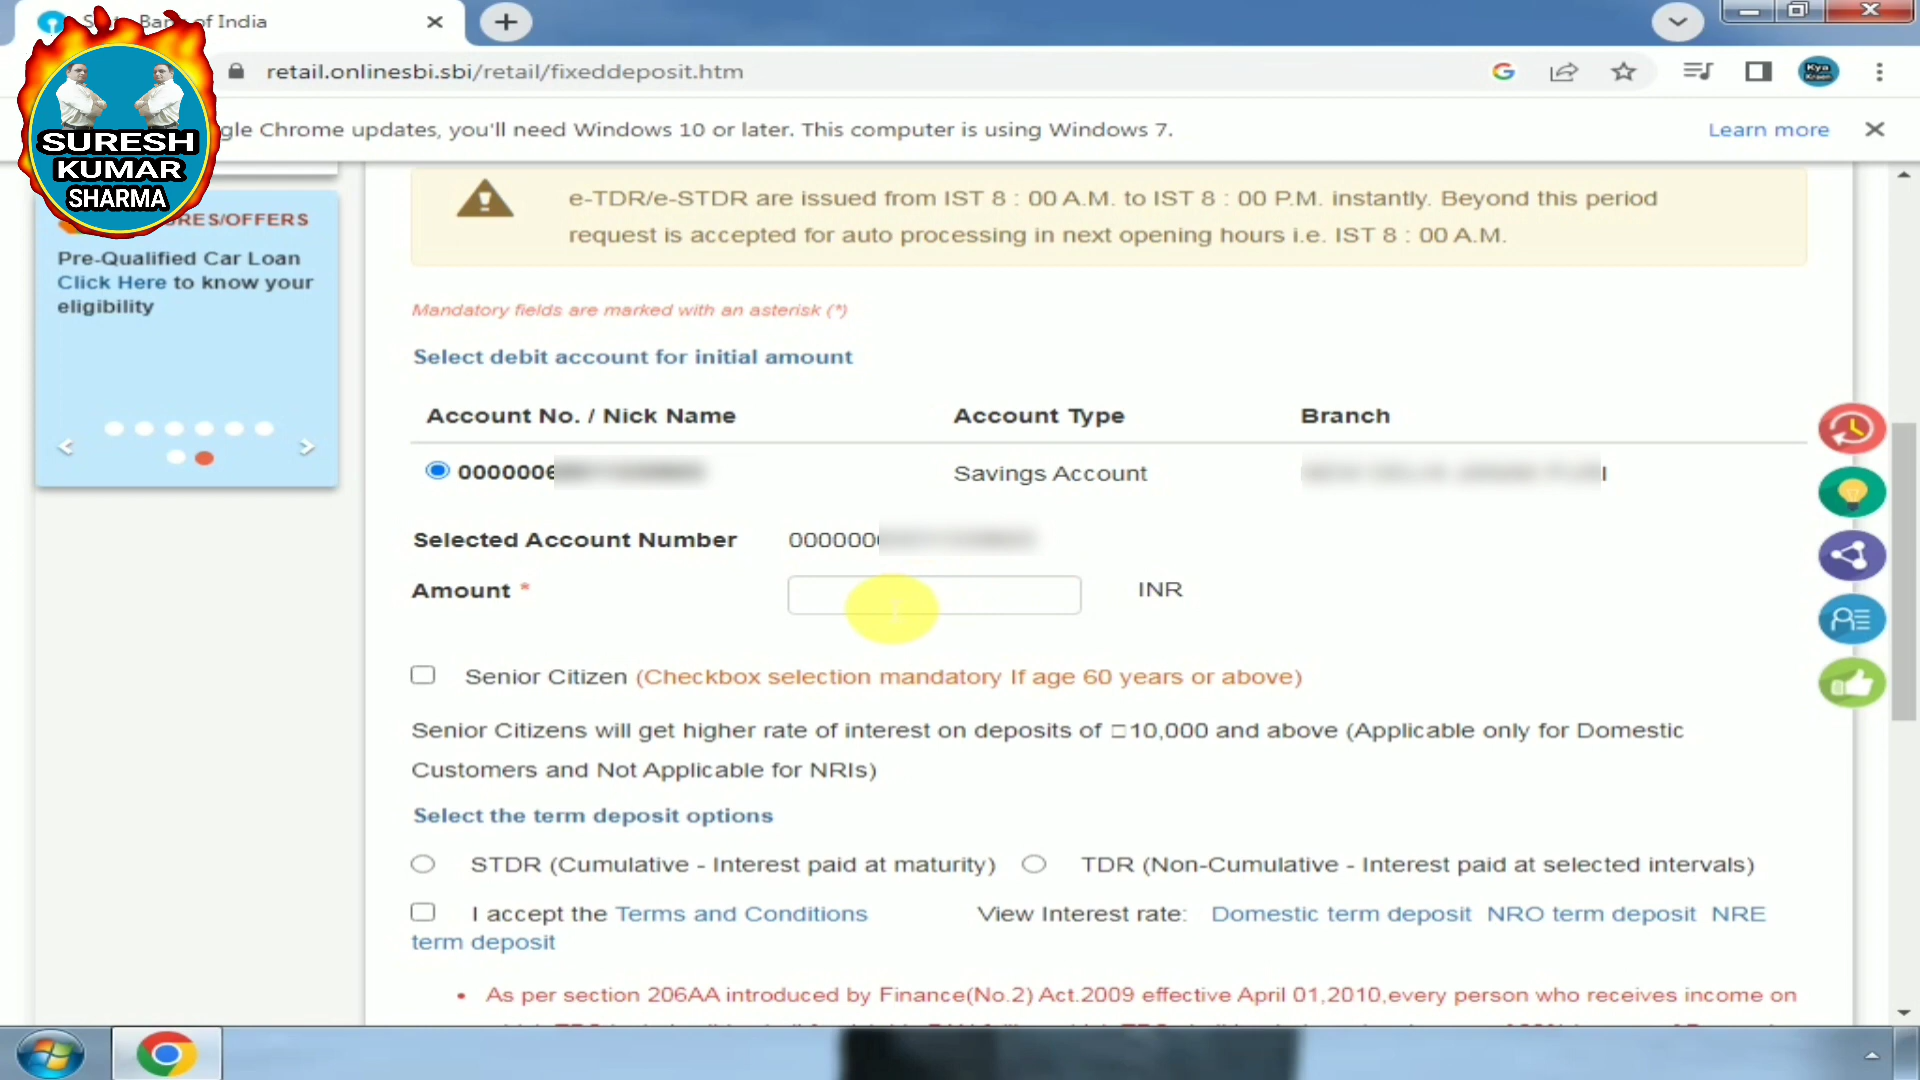 of India
retail.onlinesbi.sbi/retail/fixeddeposit.htm
Kya
gle Chrome updates, you'll need Windows 10 or later. This computer is using Windows 7.
Learn more
SURESH
KUMAR
SHARMA
RES/OFFERS
Pre-Qualified Car Loan
Click Here to know your
eligibility
e-TDR/e-STDR are issued from IST 8 : 00 A.M. to IST 8 : 00 P.M. instantly. Beyond this period
request is accepted for auto processing in next opening hours i.e. IST 8 : 00 A.M.
Mandatory fields are marked with an asterisk (*)
Select debit account for initial amount
Account No. / Nick Name Account Type Branch
0000006 Savings Account
Selected Account Number 000000
Amount * INR
Senior Citizen (Checkbox selection mandatory If age 60 years or above)
Senior Citizens will get higher rate of interest on deposits of □10,000 and above (Applicable only for Domestic
Customers and Not Applicable for NRIs)
Select the term deposit options
STDR (Cumulative - Interest paid at maturity) TDR (Non-Cumulative - Interest paid at selected intervals)
I accept the Terms and Conditions View Interest rate: Domestic term deposit NRO term deposit NRE
term deposit
• As per section 206AA introduced by Finance(No.2) Act.2009 effective April 01,2010,every person who receives income on